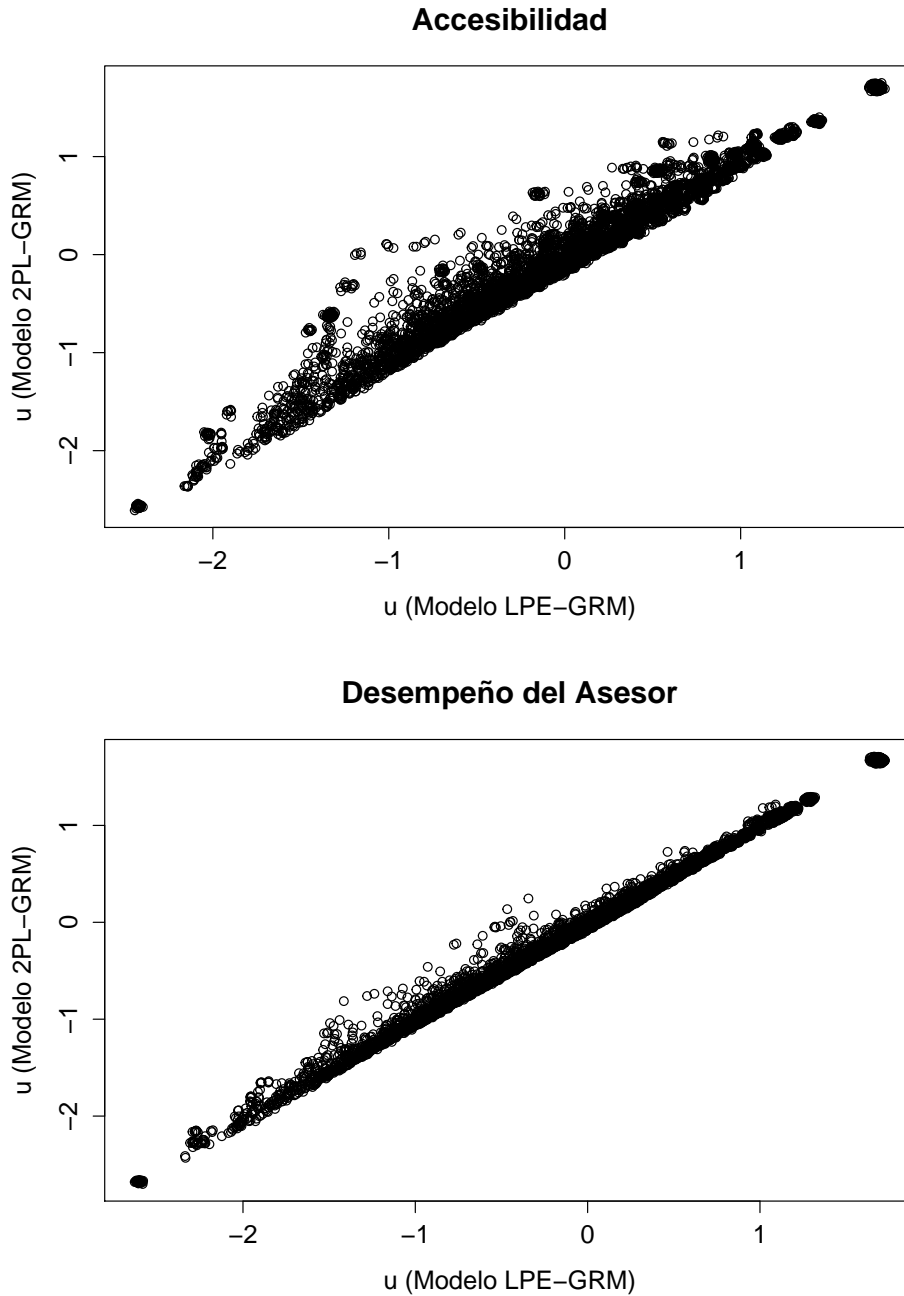 Accesibilidad
u (Modelo 2PL−GRM)
1
0
−1
−2
−2
−1
0
1
u (Modelo LPE−GRM)
Desempeño del Asesor
u (Modelo 2PL−GRM)
1
0
−1
−2
−2
−1
0
1
u (Modelo LPE−GRM)